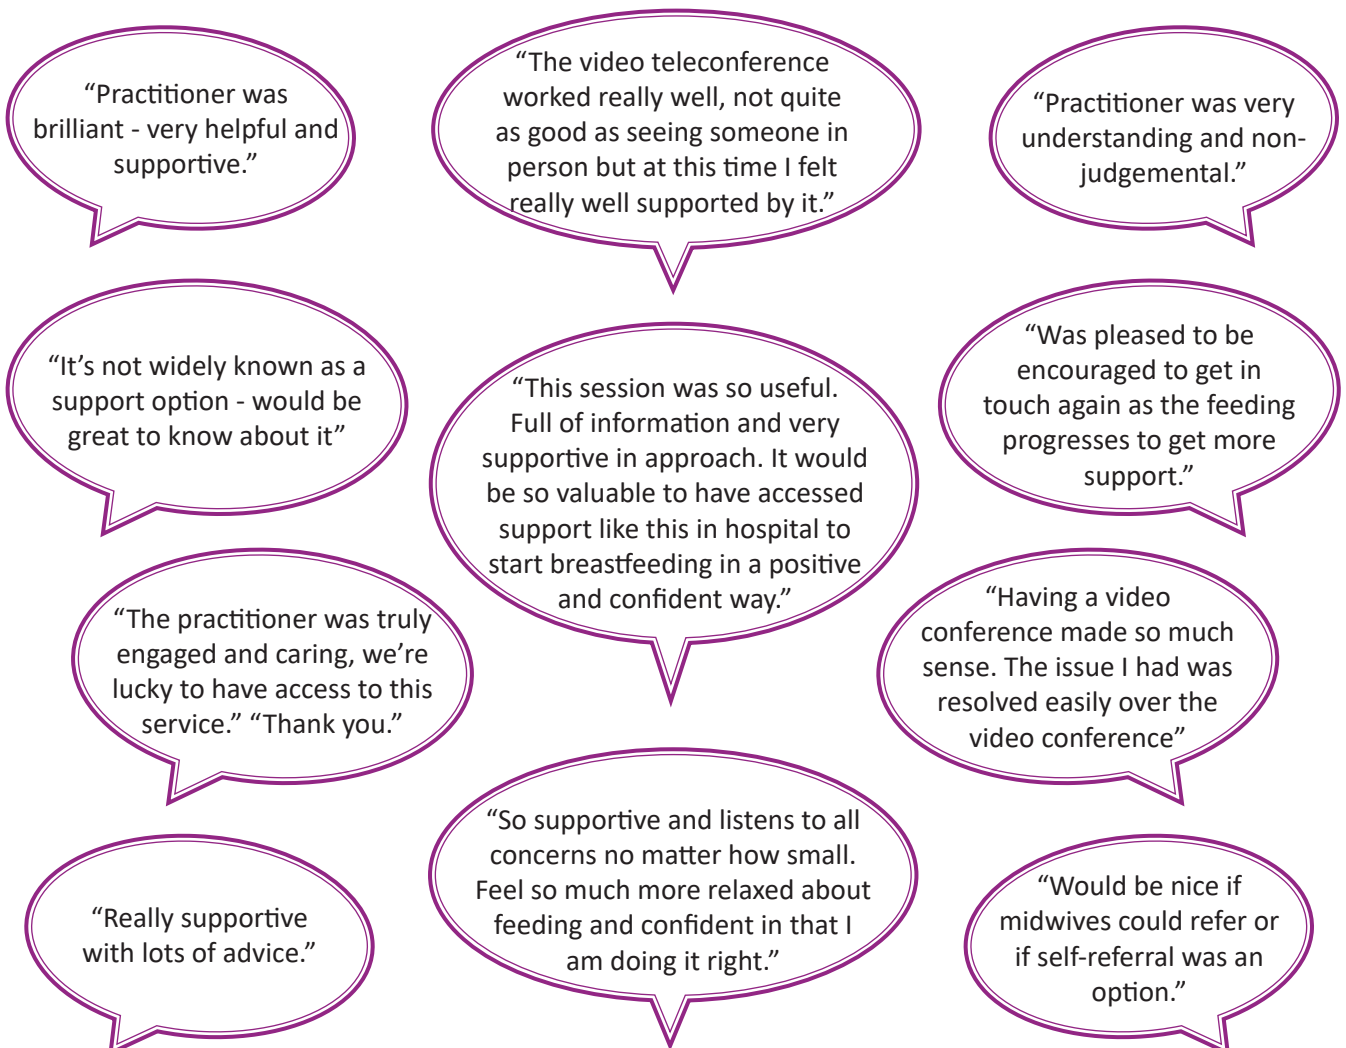 “Practitioner was
brilliant - very helpful and
supportive.”
“The video teleconference
worked really well, not quite
as good as seeing someone in
person but at this time I felt
really well supported by it.”
“Practitioner was very
understanding and non-
judgemental.”
“It’s not widely known as a
support option - would be
great to know about it”
“This session was so useful.
Full of information and very
supportive in approach. It would
be so valuable to have accessed
support like this in hospital to
start breastfeeding in a positive
and confident way.”
“Was pleased to be
encouraged to get in
touch again as the feeding
progresses to get more
support.”
“The practitioner was truly
engaged and caring, we’re
lucky to have access to this
service.” “Thank you.”
“Having a video
conference made so much
sense. The issue I had was
resolved easily over the
video conference”
“Really supportive
with lots of advice.”
“So supportive and listens to all
concerns no matter how small.
Feel so much more relaxed about
feeding and confident in that I
am doing it right.”
“Would be nice if
midwives could refer or
if self-referral was an
option.”